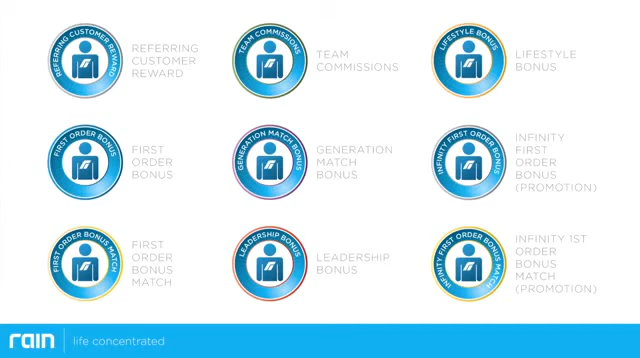 REFERRING CUSTOMER REWARD
REFERRING
CUSTOMER
REWARD
TEAM COMMISSIONS
TEAM
COMMISSIONS
LIFESTYLE BONUS
LIFESTYLE
BONUS
FIRST ORDER BONUS
FIRST
ORDER
BONUS
GENERATION MATCH BONUS
GENERATION
MATCH
BONUS
INFINITY FIRST ORDER BONUS
INFINITY
FIRST
ORDER
BONUS
(PROMOTION)
FIRST ORDER BONUS MATCH
FIRST
ORDER
BONUS
MATCH
LEADERSHIP BONUS
LEADERSHIP
BONUS
INFINITY FIRST ORDER BONUS MATCH
INFINITY 1ST
ORDER
BONUS
MATCH
(PROMOTION)
rain life concentrated